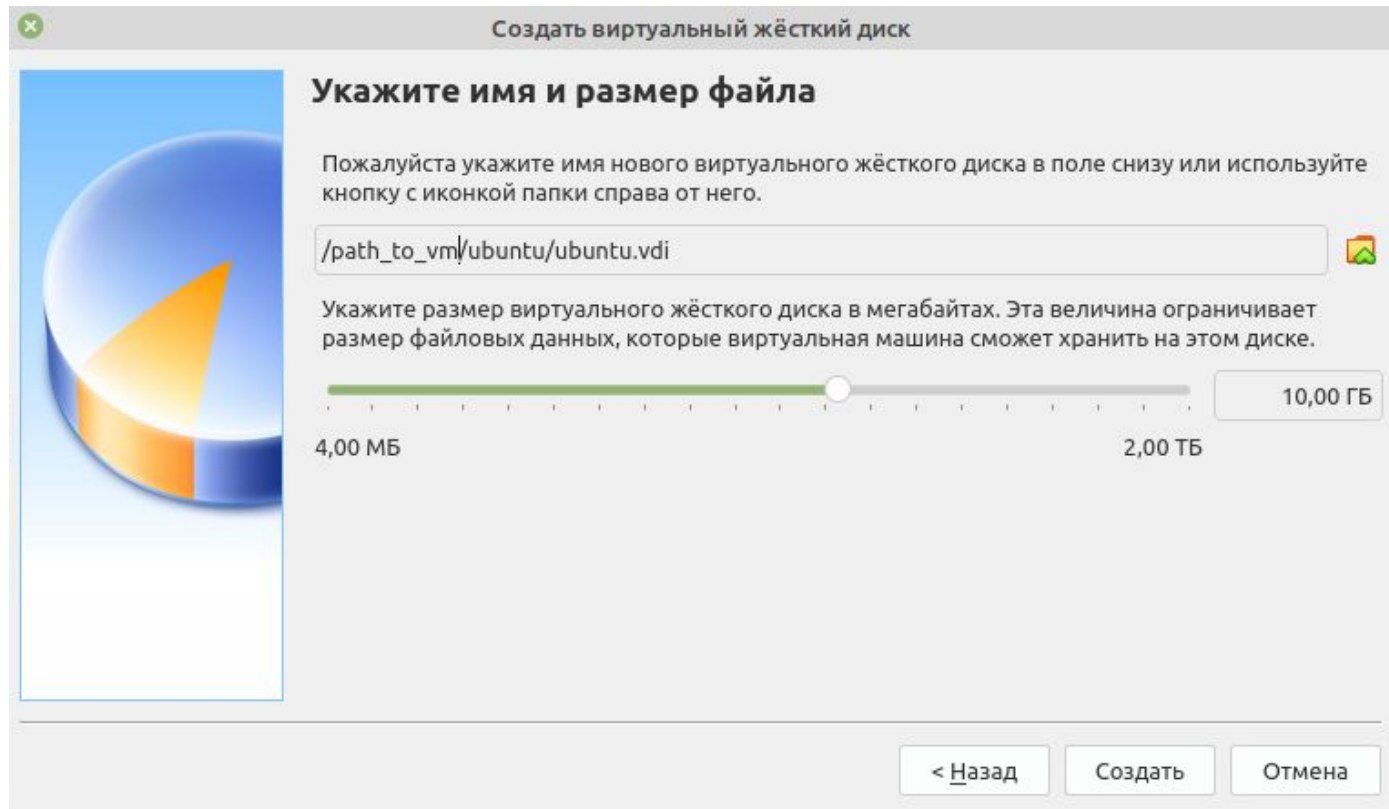 Создать виртуальный жёсткий диск
Укажите имя и размер файла
Пожалуйста укажите имя нового виртуального жёсткого диска в поле снизу или используйте
кнопку с иконкой папки справа от него.
/path_to_vm/ubuntu/ubuntu.vdi
Укажите размер виртуального жёсткого диска в мегабайтах. Эта величина ограничивает
размер файловых данных, которые виртуальная машина сможет хранить на этом диске.
10,00 ГБ
4,00 МБ 2,00 ТБ
< Назад Создать Отмена